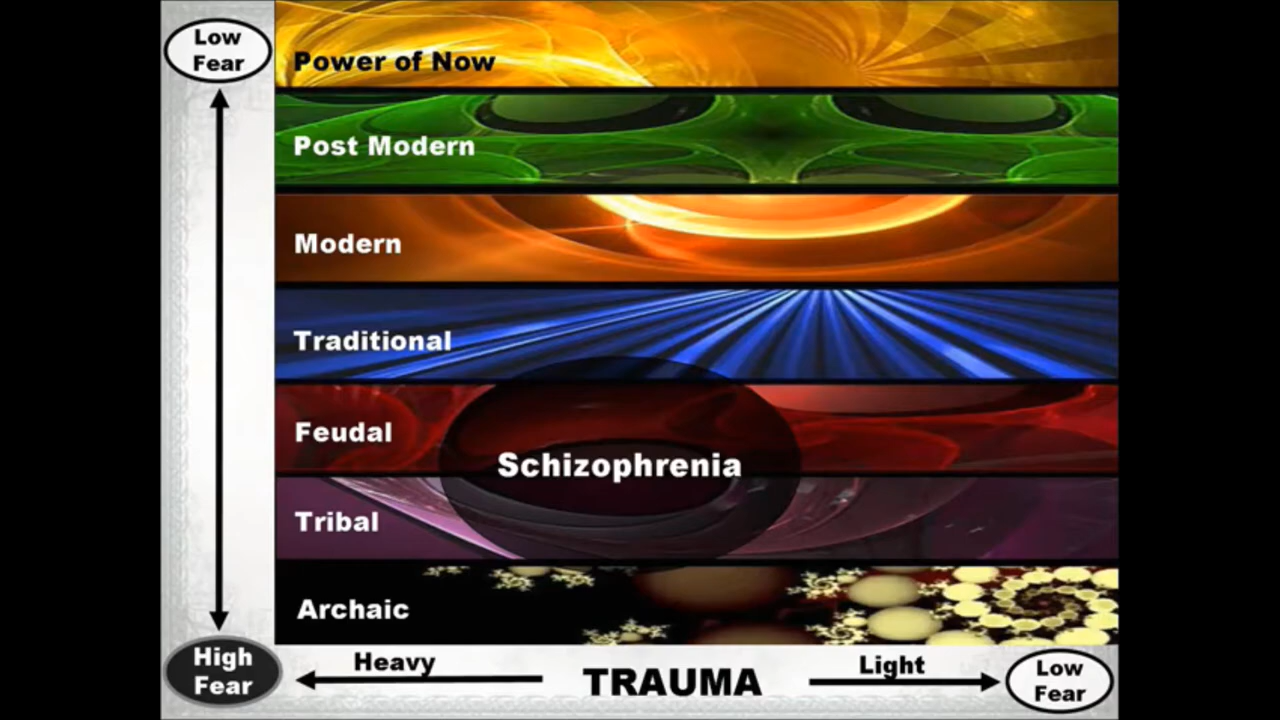 Low
Fear
Power of Now
Post Modern
Modern
Traditional
Feudal
Schizophrenia
Tribal
Archaic
High
Fear
Heavy
TRAUMA
Light
Low
Fear